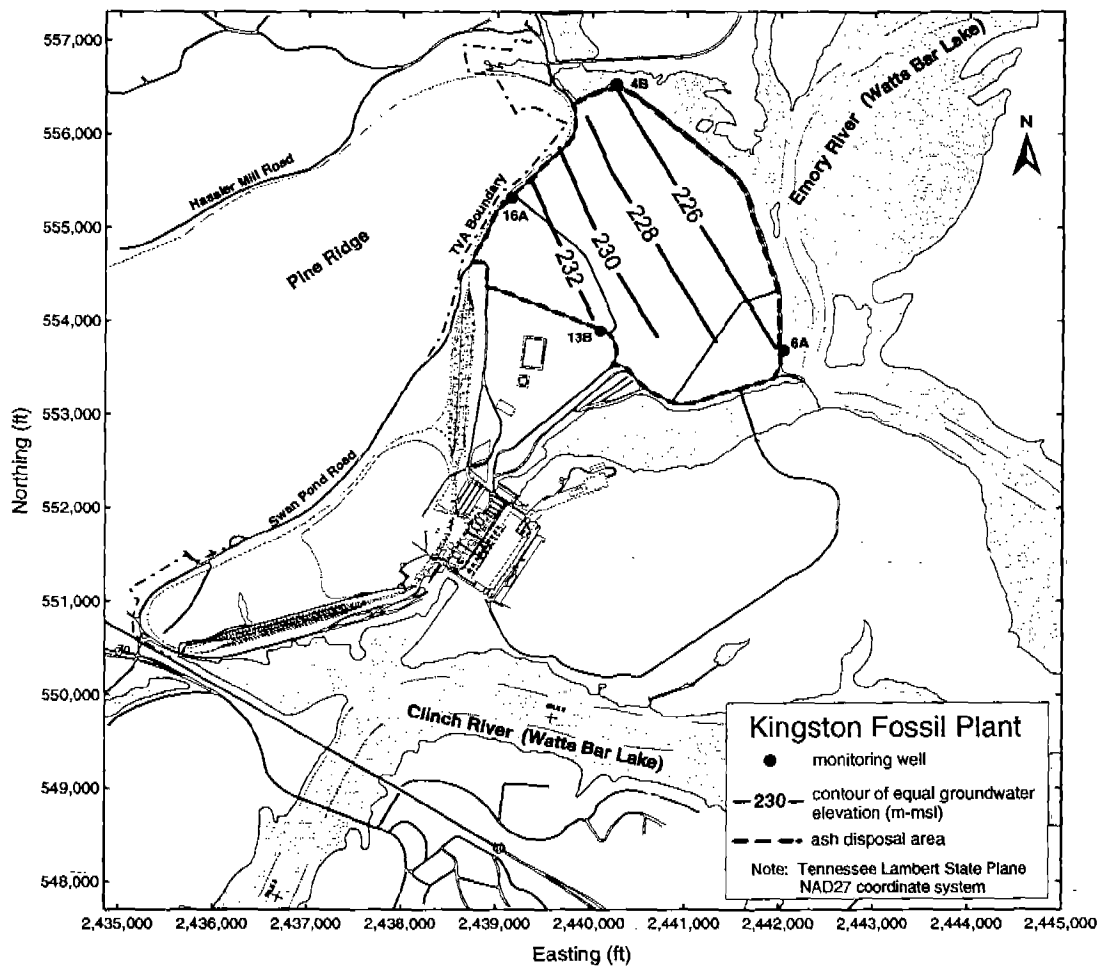 557,000
556,000
555,000
554,000
553,000
552,000
551,000
550,000
549,000
548,000
Northing (ft)
2,435,000 2,436,000 2,437,000 2,438,000 2,439,000 2,440,000 2,441,000 2,442,000 2,443,000 2,444,000 2,445,000
Easting (ft)
4B
Emory River (Watts Bar Lake)
N
Hassler Mill Road
TVA Boundary
16A
Pine Ridge
226
228
230
232
13B
6A
Swan Pond Road
70
Clinch River (Watts Bar Lake)
Kingston Fossil Plant
monitoring well
230 contour of equal groundwater
elevation (m-msl)
ash disposal area
Note: Tennessee Lambert State Plane
NAD27 coordinate system